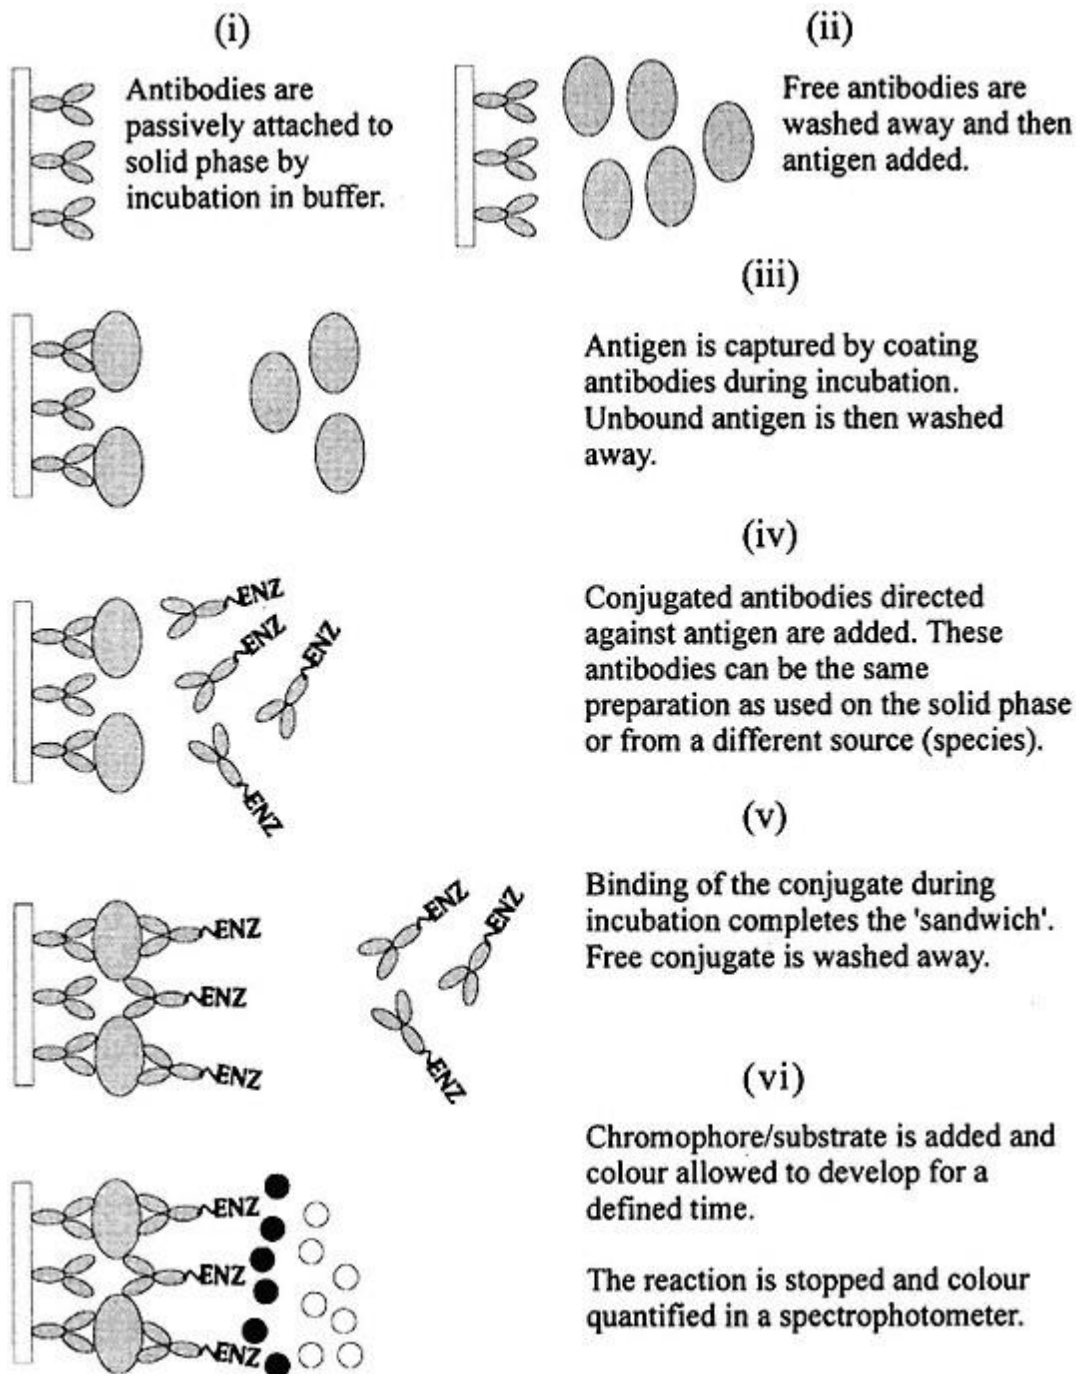 (i)
Antibodies are
passively attached to
solid phase by
incubation in buffer.
(ii)
Free antibodies are
washed away and then
antigen added.
(iii)
Antigen is captured by coating
antibodies during incubation.
Unbound antigen is then washed
away.
(iv)
ENZ
ENZ
ENZ
ENZ
Conjugated antibodies directed
against antigen are added. These
antibodies can be the same
preparation as used on the solid phase
or from a different source (species).
(v)
ENZ
ENZ
ENZ
ENZ
ENZ
ENZ
Binding of the conjugate during
incubation completes the 'sandwich'.
Free conjugate is washed away.
(vi)
ENZ
ENZ
ENZ
Chromophore/substrate is added and
colour allowed to develop for a
defined time.
The reaction is stopped and colour
quantified in a spectrophotometer.